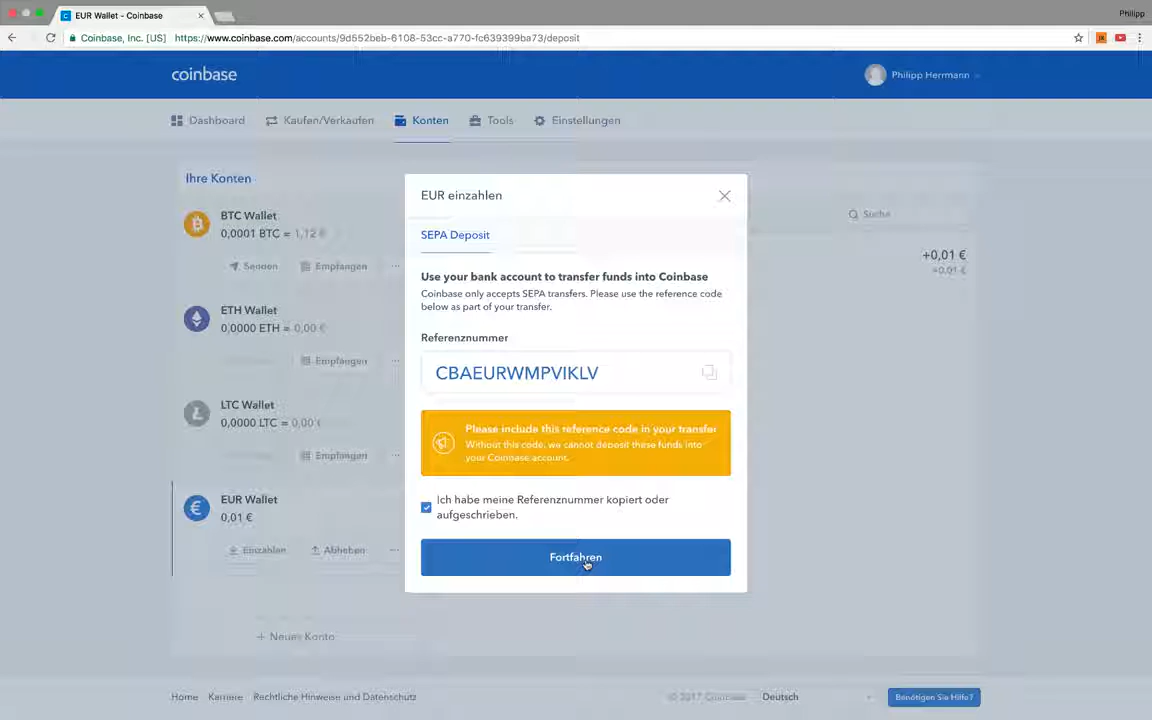 EUR Wallet - Coinbase
Philipp
Coinbase, Inc. [US]
https://www.coinbase.com/accounts/9d552beb-6108-53cc-a770-fc639399ba73/deposit
coinbase
Philipp Herrmann
Dashboard
Kaufen/Verkaufen
Konten
Tools
Einstellungen
Ihre Konten
BTC Wallet
0,0001 BTC = 1,12 €
Senden
Empfangen
ETH Wallet
0,0000 ETH = 0,00 €
Empfangen
LTC Wallet
0,0000 LTC = 0,00 €
Empfangen
EUR Wallet
0,01 €
Einzahlen
Abheben
+ Neues Konto
EUR einzahlen
SEPA Deposit
Use your bank account to transfer funds into Coinbase
Coinbase only accepts SEPA transfers. Please use the reference code
below as part of your transfer.
Referenznummer
CBAEURWMPVIKLV
Please include this reference code in your transfer
Without this code, we cannot deposit these funds into
your Coinbase account.
Ich habe meine Referenznummer kopiert oder
aufgeschrieben.
Fortfahren
Suche
+0,01 €
+0,01 €
Home
Karriere
Rechtliche Hinweise und Datenschutz
© 2017 Coinbase
Deutsch
Benötigen Sie Hilfe?